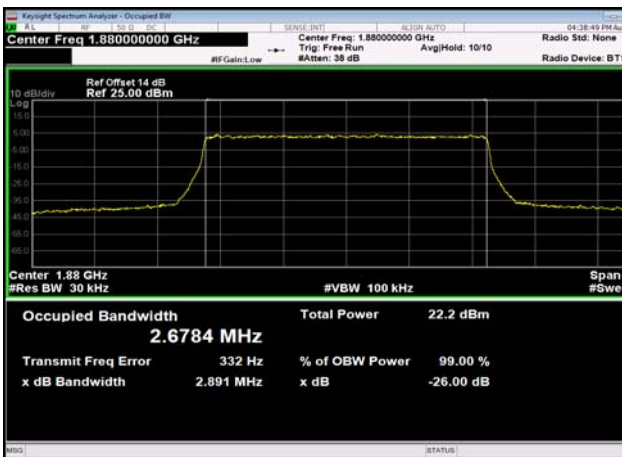 Keysight Spectrum Analyzer - Occupied BW
RL RF 50 Ω DC SENSE:INT ALIGN AUTO 04:38:49 PM Au
Center Freq 1.880000000 GHz Center Freq: 1.880000000 GHz Radio Std: None
Trig: Free Run Avg|Hold: 10/10
#IFGain:Low #Atten: 38 dB Radio Device: BT
Ref Offset 14 dB
10 dB/div Ref 25.00 dBm
Log
15.0
5.00
-5.00
-15.0
-25.0
-35.0
-45.0
-55.0
-65.0
Center 1.88 GHz Span
#Res BW 30 kHz #VBW 100 kHz #Swe
Occupied Bandwidth Total Power 22.2 dBm
2.6784 MHz
Transmit Freq Error 332 Hz % of OBW Power 99.00 %
x dB Bandwidth 2.891 MHz x dB -26.00 dB
MSG STATUS